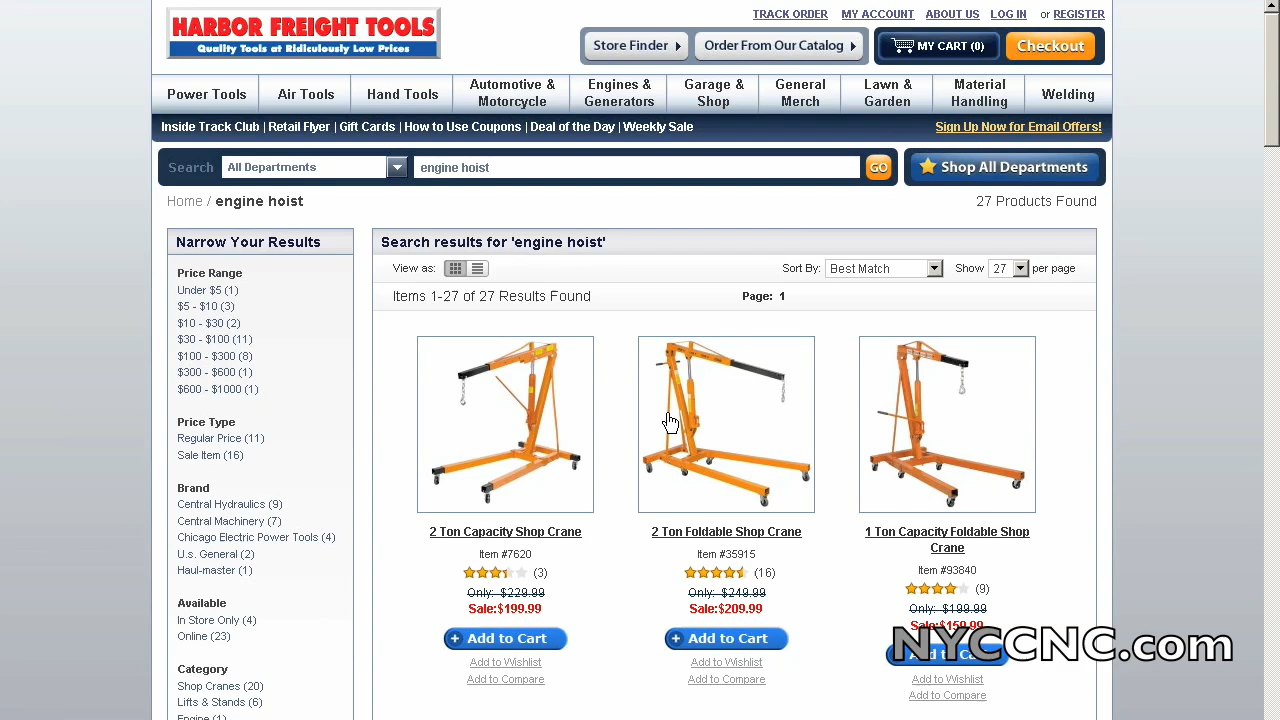 HARBOR FREIGHT TOOLS
Quality Tools at Ridiculously Low Prices
TRACK ORDER MY ACCOUNT ABOUT US LOG IN or REGISTER
Store Finder Order From Our Catalog MY CART (0) Checkout
Power Tools Air Tools Hand Tools Automotive & Motorcycle Engines & Generators Garage & Shop General Merch Lawn & Garden Material Handling Welding
Inside Track Club | Retail Flyer | Gift Cards | How to Use Coupons | Deal of the Day | Weekly Sale Sign Up Now for Email Offers!
Search All Departments engine hoist GO Shop All Departments
Home / engine hoist 27 Products Found
Narrow Your Results
Price Range
Under $5 (1)
$5 - $10 (3)
$10 - $30 (2)
$30 - $100 (11)
$100 - $300 (8)
$300 - $600 (1)
$600 - $1000 (1)
Price Type
Regular Price (11)
Sale Item (16)
Brand
Central Hydraulics (9)
Central Machinery (7)
Chicago Electric Power Tools (4)
U.s. General (2)
Haul-master (1)
Available
In Store Only (4)
Online (23)
Category
Shop Cranes (20)
Lifts & Stands (6)
Engine (1)
Search results for 'engine hoist'
View as: Sort By: Best Match Show 27 per page
Items 1-27 of 27 Results Found Page: 1
2 Ton Capacity Shop Crane
Item #7620
(3)
Only: $229.99
Sale:$199.99
Add to Cart
Add to Wishlist
Add to Compare
2 Ton Foldable Shop Crane
Item #35915
(16)
Only: $249.99
Sale:$209.99
Add to Cart
Add to Wishlist
Add to Compare
1 Ton Capacity Foldable Shop
Crane
Item #93840
(9)
Only: $199.99
Sale:$159.99
Add to Cart
Add to Wishlist
Add to Compare
NYCCNC.com